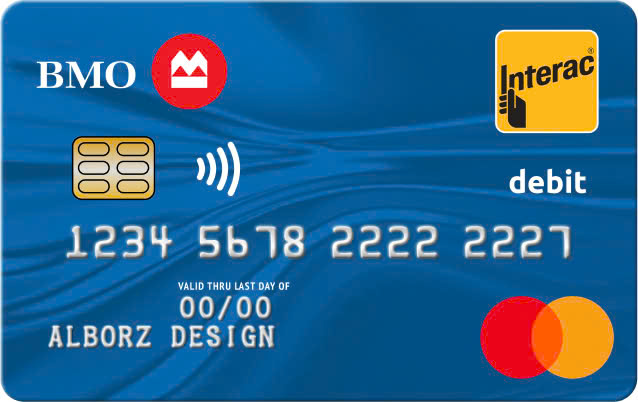 BMO
Interac®
debit
1234 5678 2222 2227
VALID THRU LAST DAY OF
00/00
ALBORZ DESIGN